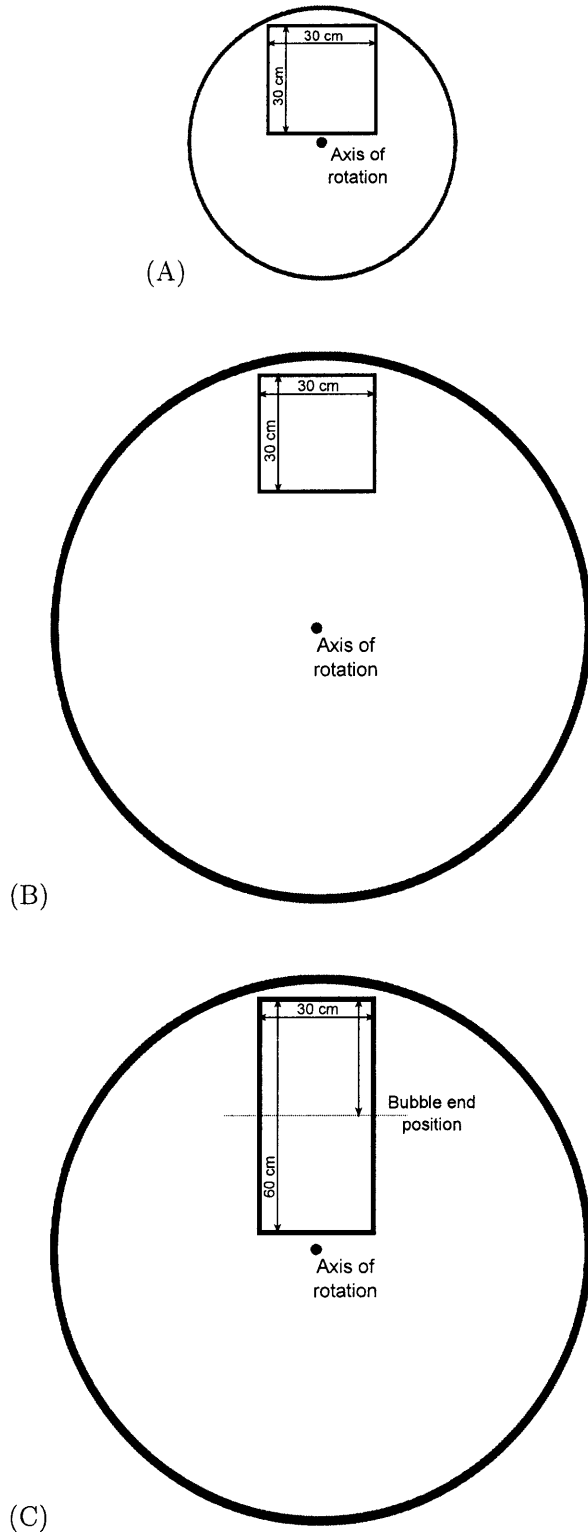 30 cm
30 cm
Axis of
rotation
(A)
30 cm
30 cm
Axis of
rotation
(B)
30 cm
Bubble end
position
60 cm
Axis of
rotation
(C)